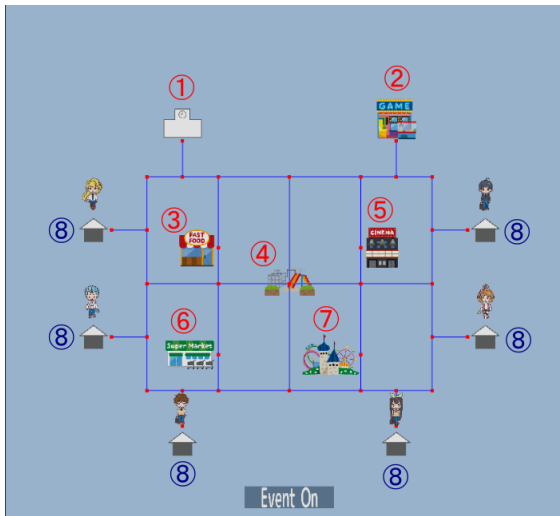 ①
②
GAME
⑧
③
FAST
FOOD
⑤
CINEMA
⑧
④
⑧
⑥
Super Market
⑦
⑧
⑧
⑧
Event On